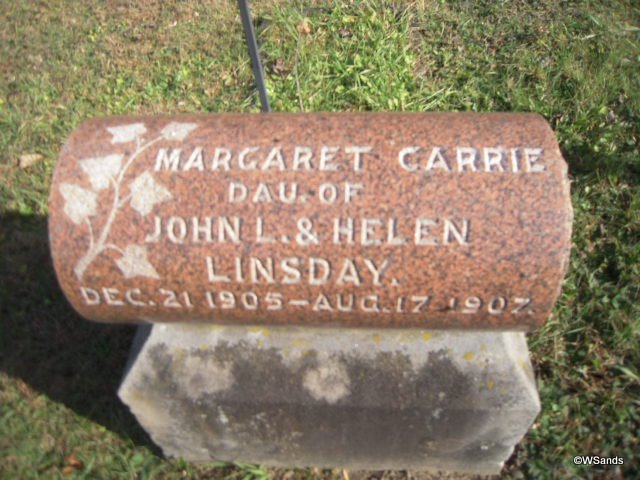 MARGARET CARRIE
DAU. OF
JOHN L. & HELEN
LINSDAY.
DEC. 21 1905–AUG. 17 1907.
©WSands